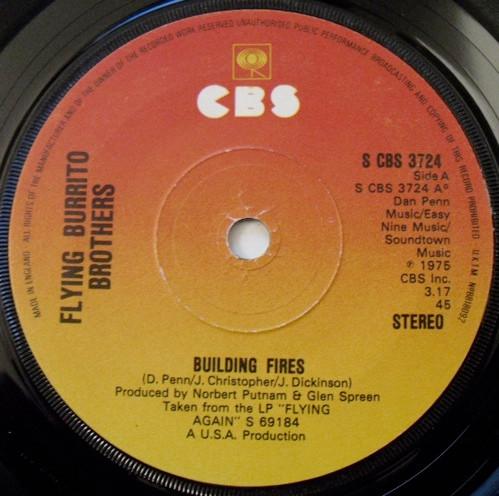 MADE IN ENGLAND. ALL RIGHTS OF THE MANUFACTURER AND OF THE OWNER OF THE RECORDED WORK RESERVED UNAUTHORISED PUBLIC PERFORMANCE BROADCASTING AND COPYING OF THIS RECORD PROHIBITED. U.K.T.M. Nº888092
CBS
FLYING BURRITO
BROTHERS
S CBS 3724
Side A
S CBS 3724 Aº
Dan Penn
Music/Easy
Nine Music/
Soundtown
Music
℗ 1975
CBS Inc.
3.17
45
STEREO
BUILDING FIRES
(D. Penn/J. Christopher/J. Dickinson)
Produced by Norbert Putnam & Glen Spreen
Taken from the LP "FLYING
AGAIN" S 69184
A U.S.A. Production